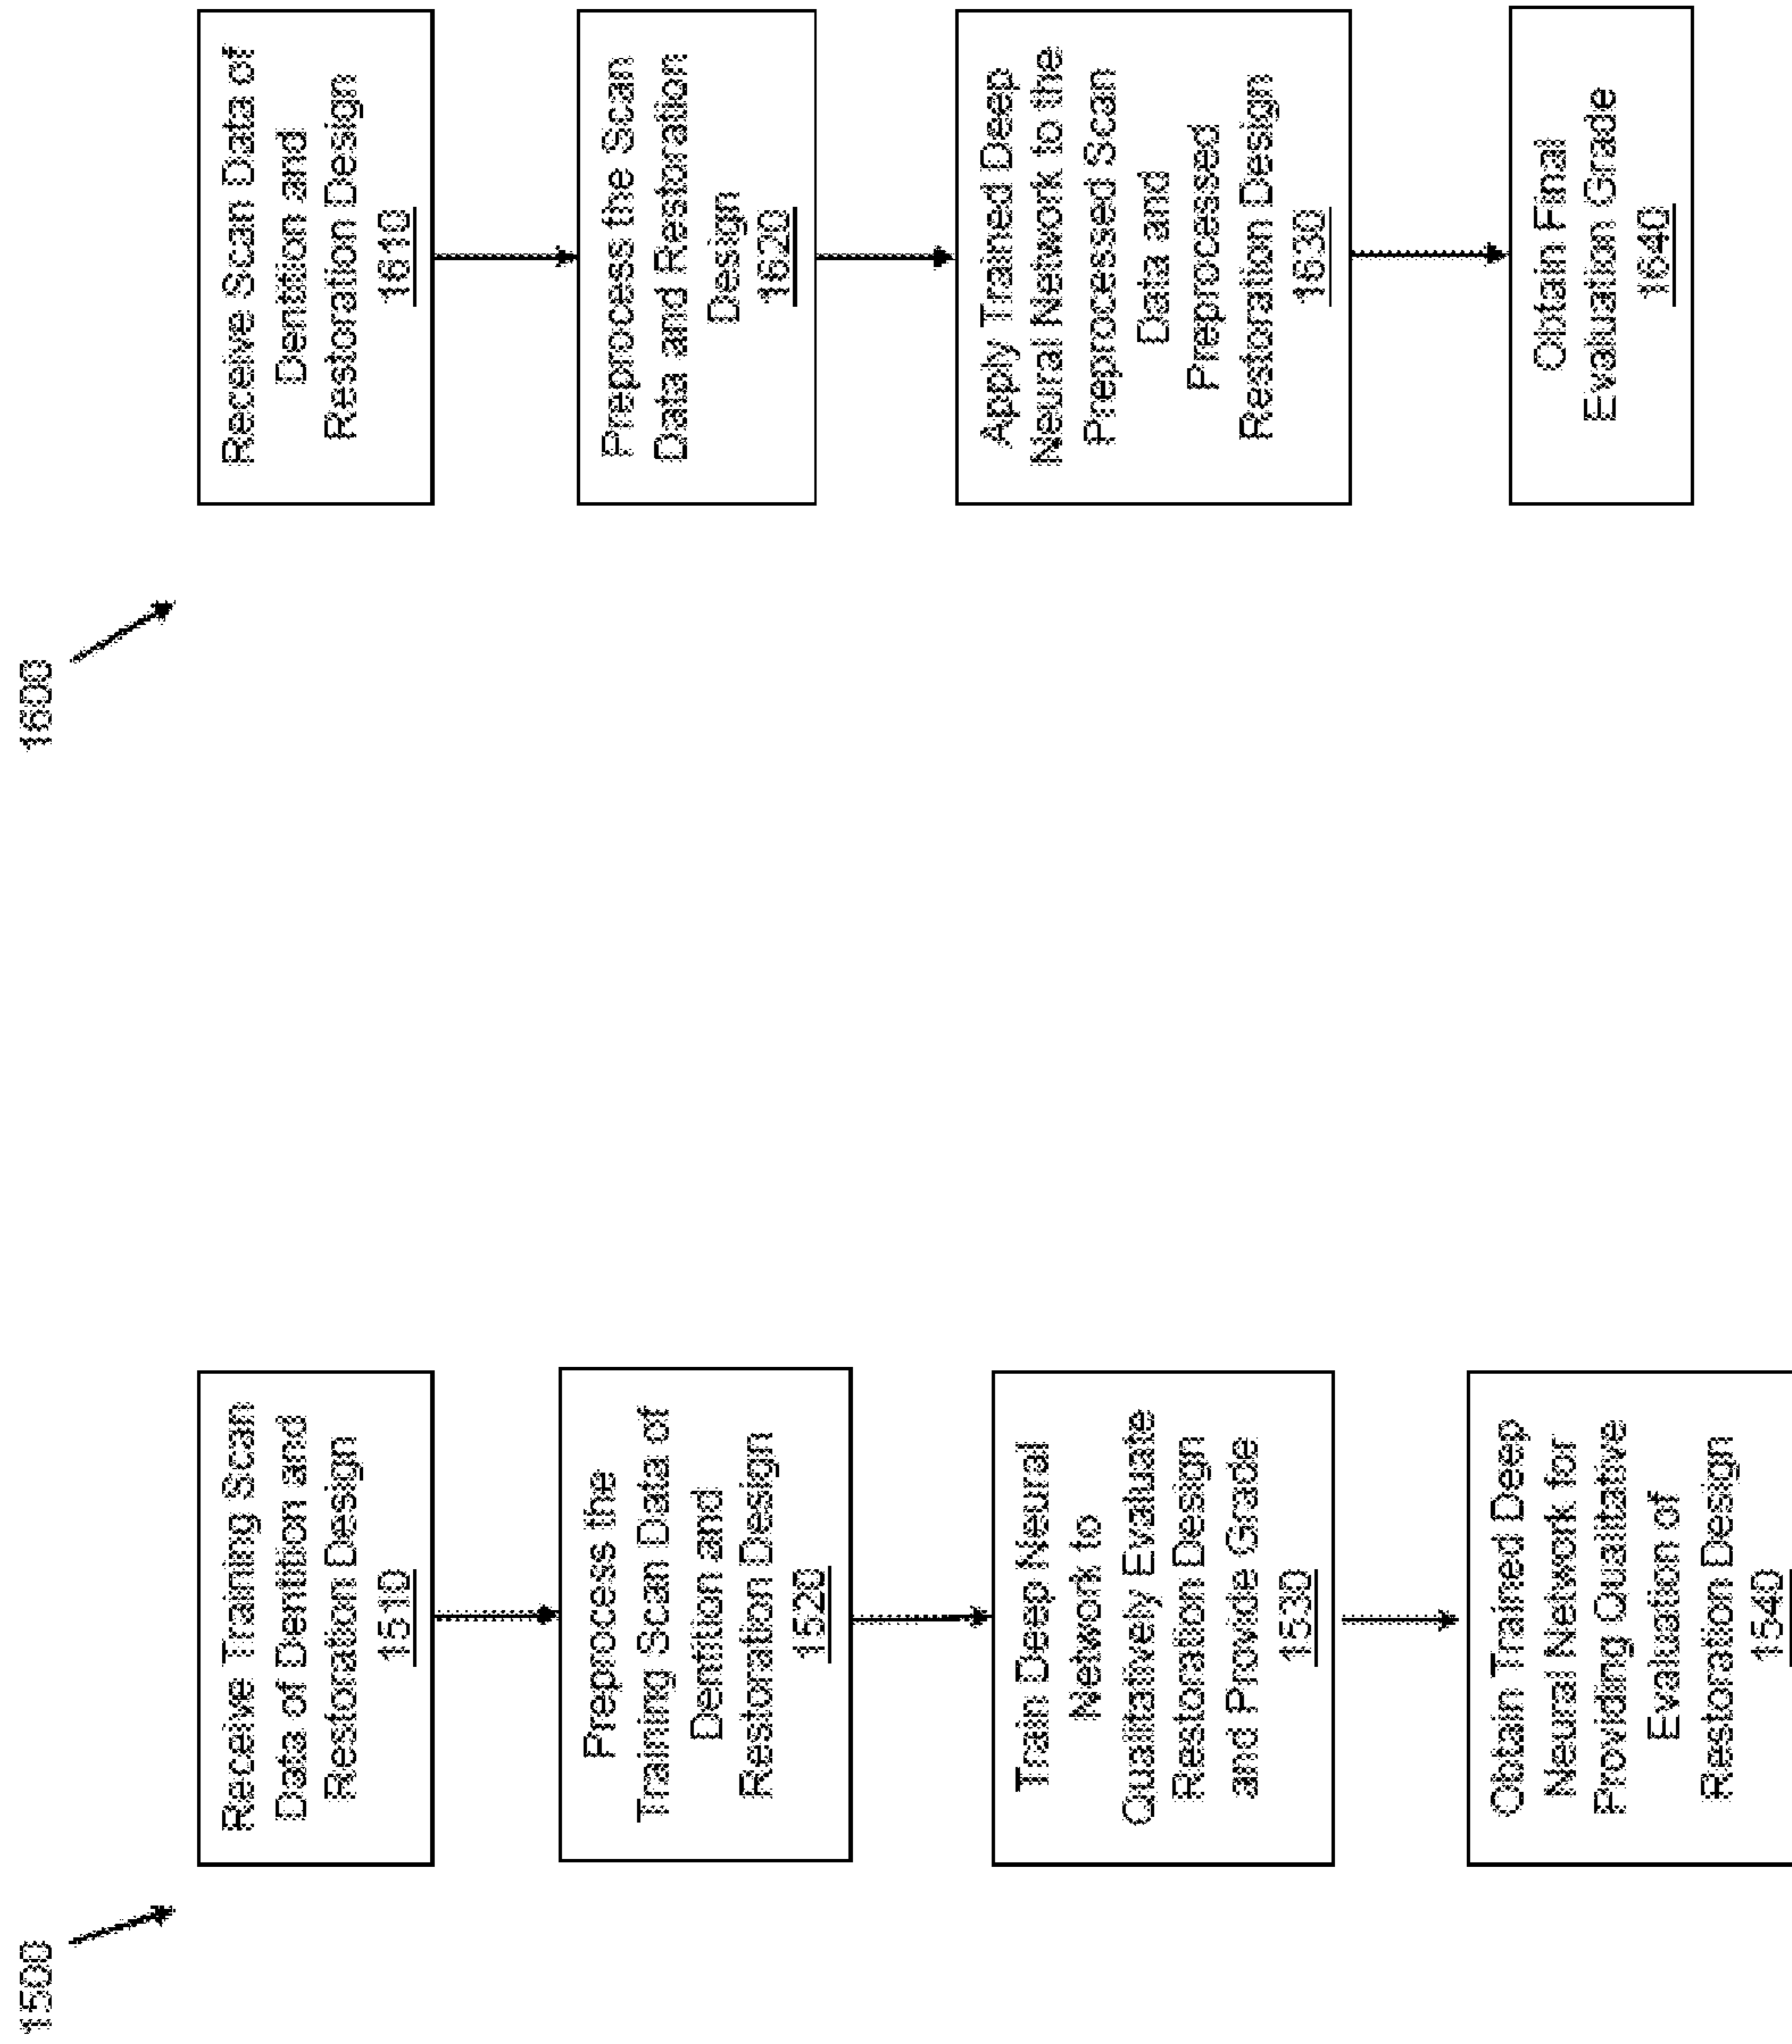 1500
Receive Training Scan
Data of Dentition and
Restoration Design
1510
Preprocess the
Training Scan Data of
Dentition and
Restoration Design
1520
Train Deep Neural
Network to
Qualitatively Evaluate
Restoration Design
and Provide Grade
1530
Obtain Trained Deep
Neural Network for
Providing Qualitative
Evaluation of
Restoration Design
1540
1600
Receive Scan Data of
Dentition and
Restoration Design
1610
Preprocess the Scan
Data and Restoration
Design
1620
Apply Trained Deep
Neural Network to the
Preprocessed Scan
Data and
Preprocessed
Restoration Design
1630
Obtain Final
Evaluation Grade
1640